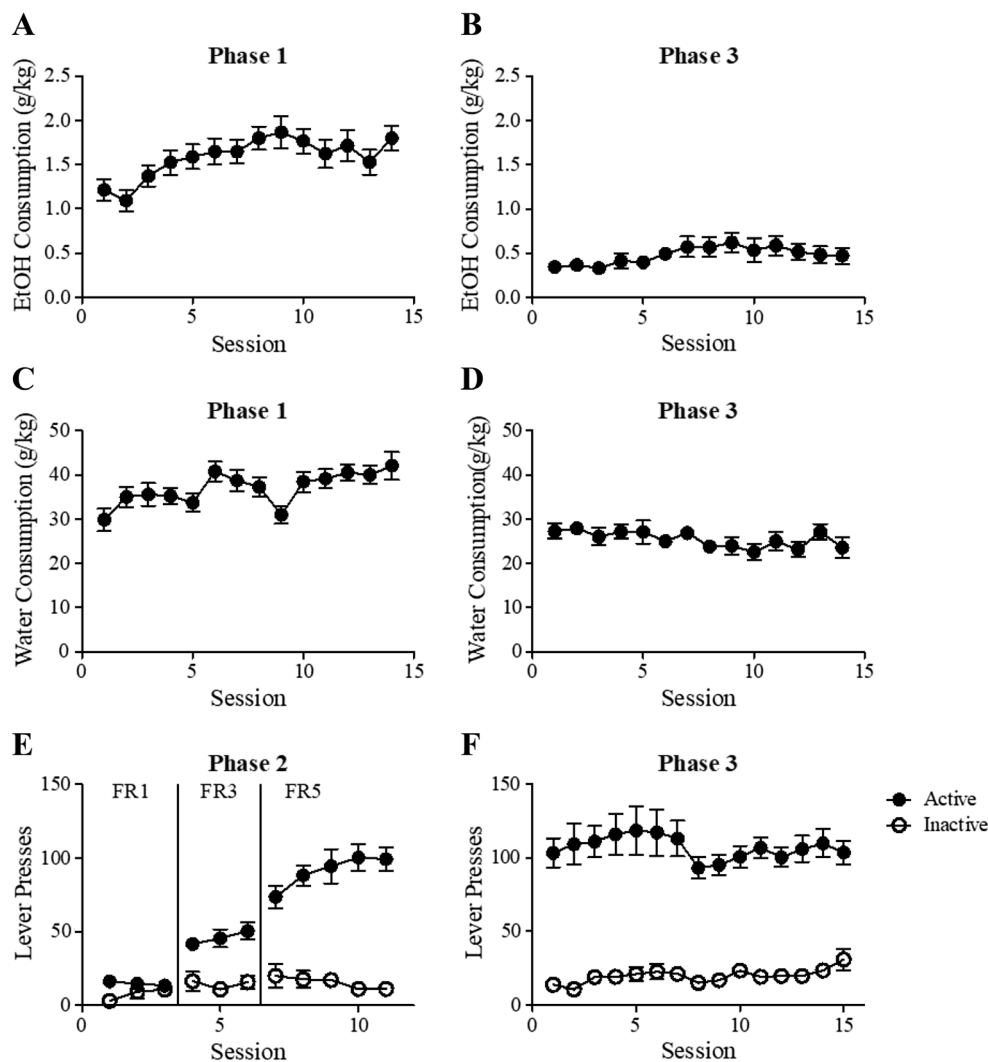 A
Phase 1
EtOH Consumption (g/kg)
2.5
2.0
1.5
1.0
0.5
0.0
0 5 10 15
Session
B
Phase 3
EtOH Consumption (g/kg)
2.5
2.0
1.5
1.0
0.5
0.0
0 5 10 15
Session
C
Phase 1
Water Consumption (g/kg)
50
40
30
20
10
0
0 5 10 15
Session
D
Phase 3
Water Consumption(g/kg)
50
40
30
20
10
0
0 5 10 15
Session
E
Phase 2
Lever Presses
150
100
50
0
FR1 FR3 FR5
0 5 10
Session
F
Phase 3
Lever Presses
150
100
50
0
0 5 10 15
Session
Active
Inactive